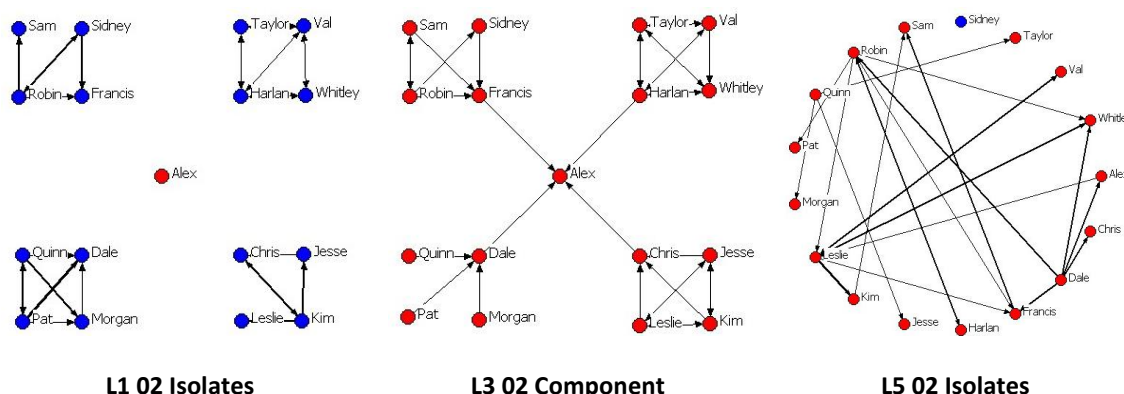 Sam Sidney
Robin Francis
Taylor Val
Harlan Whitley
Alex
Quinn Dale
Pat Morgan
Chris Jesse
Leslie Kim
L1 02 Isolates
Sam Sidney
Robin Francis
Taylor Val
Harlan Whitley
Alex
Quinn Dale
Pat Morgan
Chris Jesse
Leslie Kim
L3 02 Component
Sam Sidney
Taylor
Robin
Val
Quinn
Whitle
Pat
Ale
Morgan
Chris
Leslie
Dale
Kim
Francis
Jesse Harlan
L5 02 Isolates